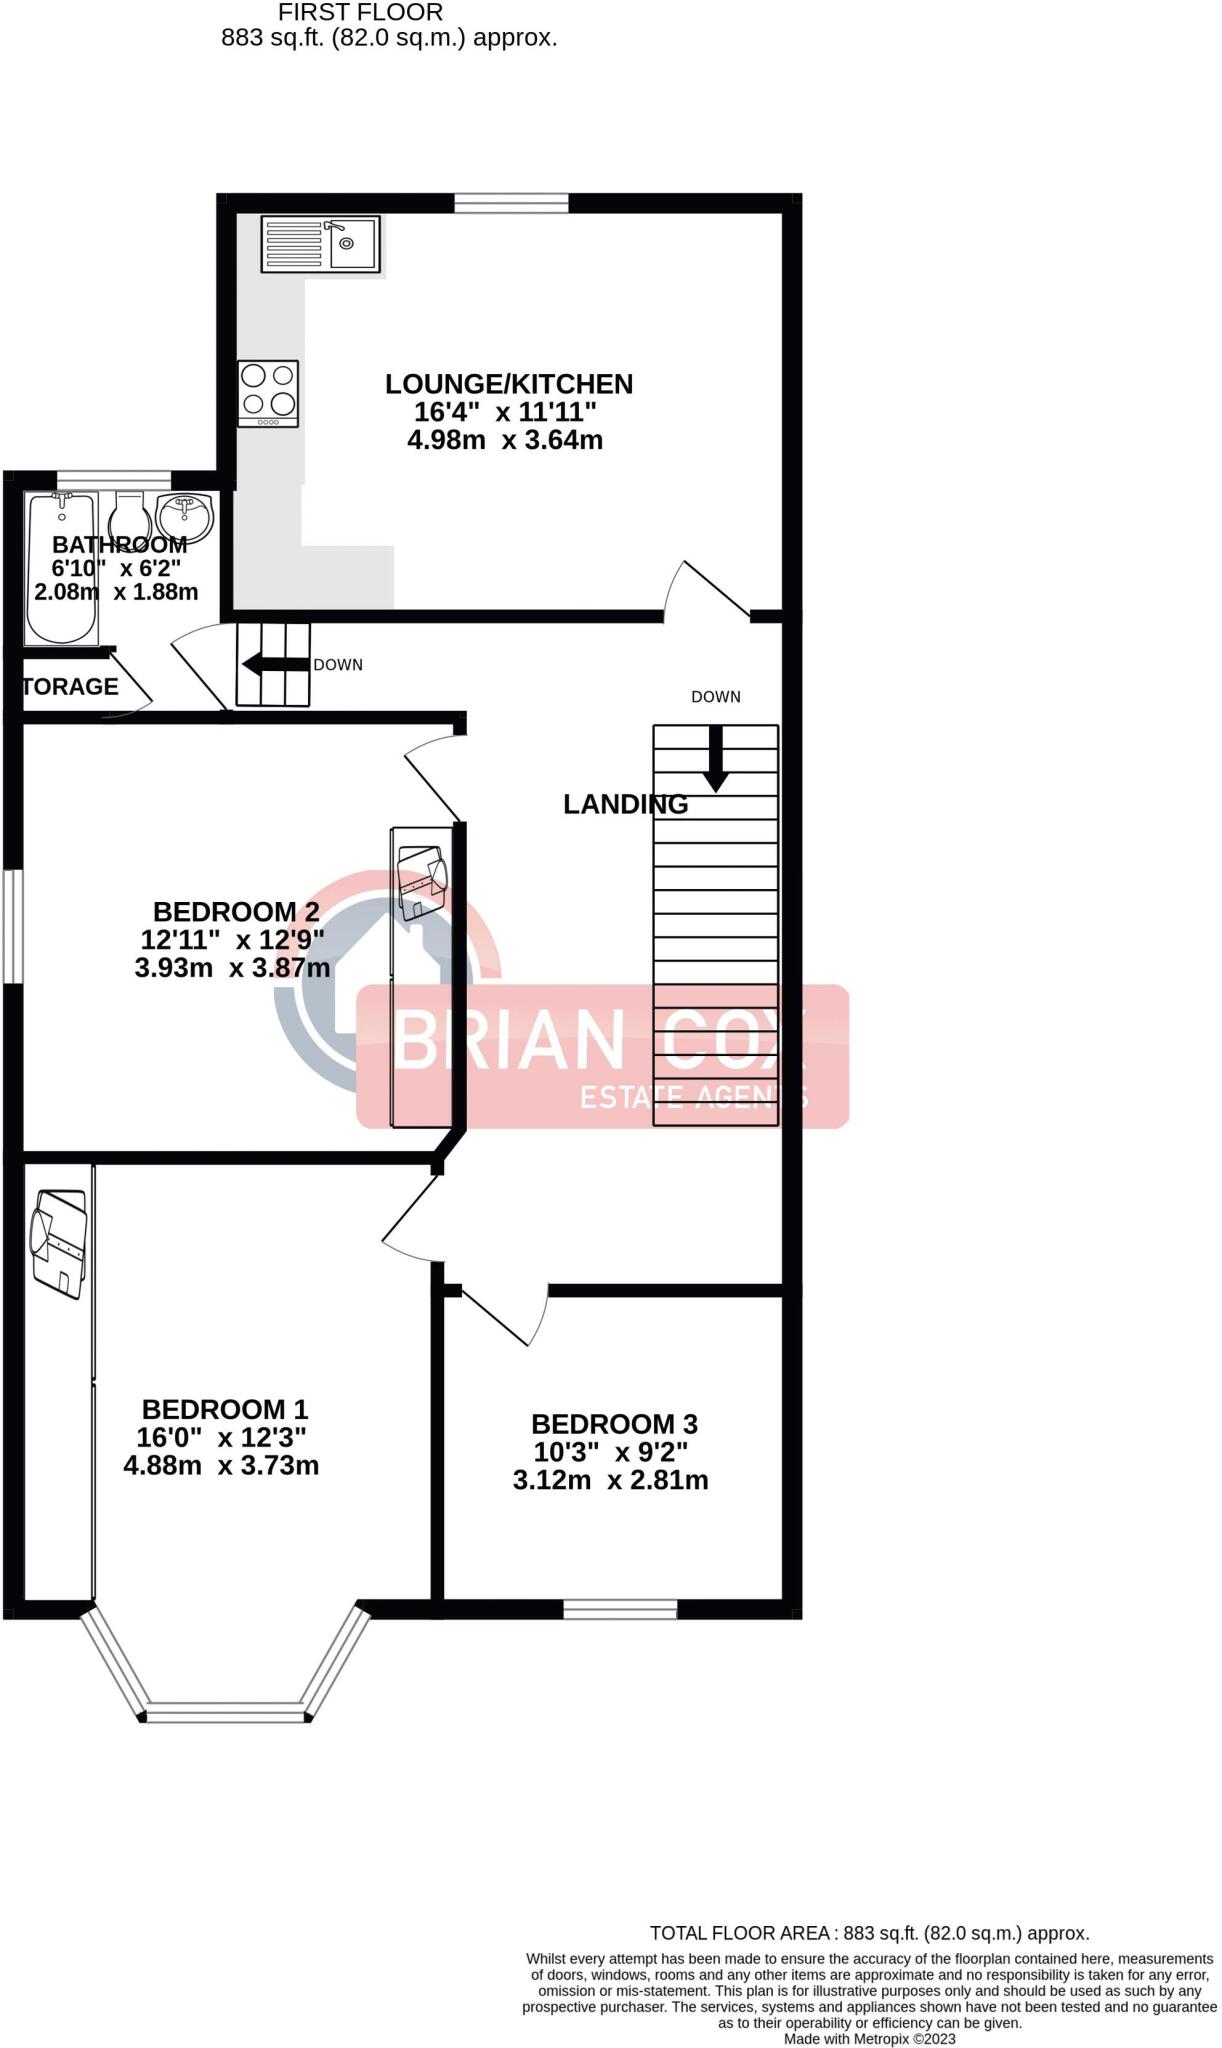 FIRST FLOOR
883 sq.ft. (82.0 sq.m.) approx.
LOUNGE/KITCHEN
16'4" x 11'11"
4.98m x 3.64m
BATHROOM
6'10" x 6'2"
2.08m x 1.88m
TORAGE
DOWN
DOWN
LANDING
BEDROOM 2
12'11" x 12'9"
3.93m x 3.87m
BRIAN COX
ESTATE AGENTS
BEDROOM 1
16'0" x 12'3"
4.88m x 3.73m
BEDROOM 3
10'3" x 9'2"
3.12m x 2.81m
TOTAL FLOOR AREA : 883 sq.ft. (82.0 sq.m.) approx.
Whilst every attempt has been made to ensure the accuracy of the floorplan contained here, measurements
of doors, windows, rooms and any other items are approximate and no responsibility is taken for any error,
omission or mis-statement. This plan is for illustrative purposes only and should be used as such by any
prospective purchaser. The services, systems and appliances shown have not been tested and no guarantee
as to their operability or efficiency can be given.
Made with Metropix ©2023